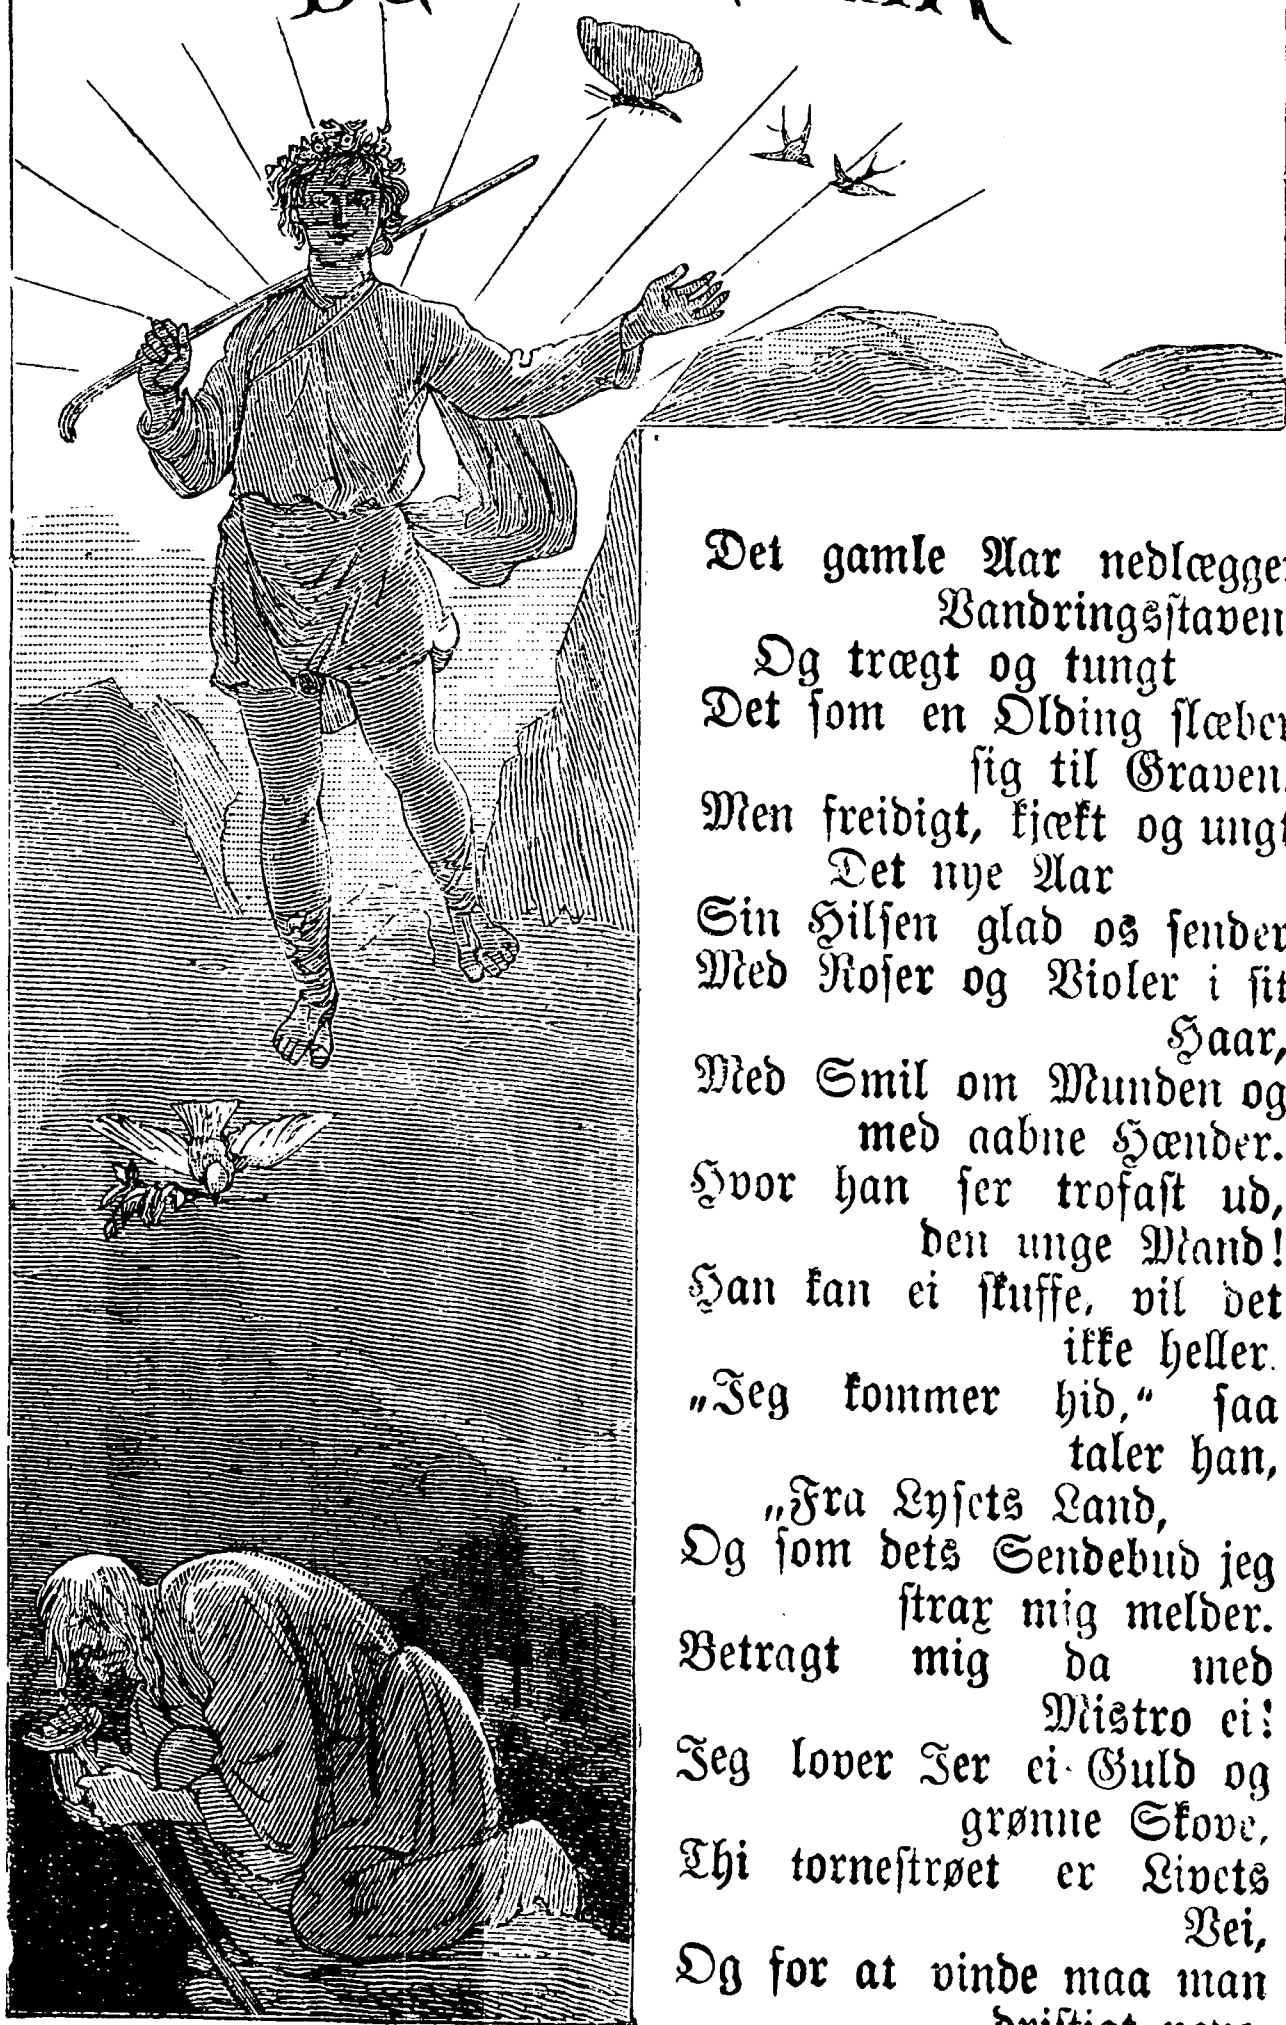 Det gamle Aar nedlægger
Vandringsstaven
Og trægt og tungt
Det som en Olding slæber
sig til Graven.
Men freidigt, kjækt og ungt
Det nye Aar
Sin Hilsen glad os sender
Med Roser og Violer i sit
Haar,
Med Smil om Munden og
med aabne Hænder.
Hvor han ser trofast ud,
den unge Mand!
Han kan ei skuffe, vil det
ikke heller.
„Jeg kommer hid,“ saa
taler han,
„Fra Lysets Land,
Og som dets Sendebud jeg
strax mig melder.
Betragt mig da med
Mistro ei!
Jeg lover Jer ei Guld og
grønne Skove,
Thi tornestrøet er Livets
Vei,
Og for at vinde maa man